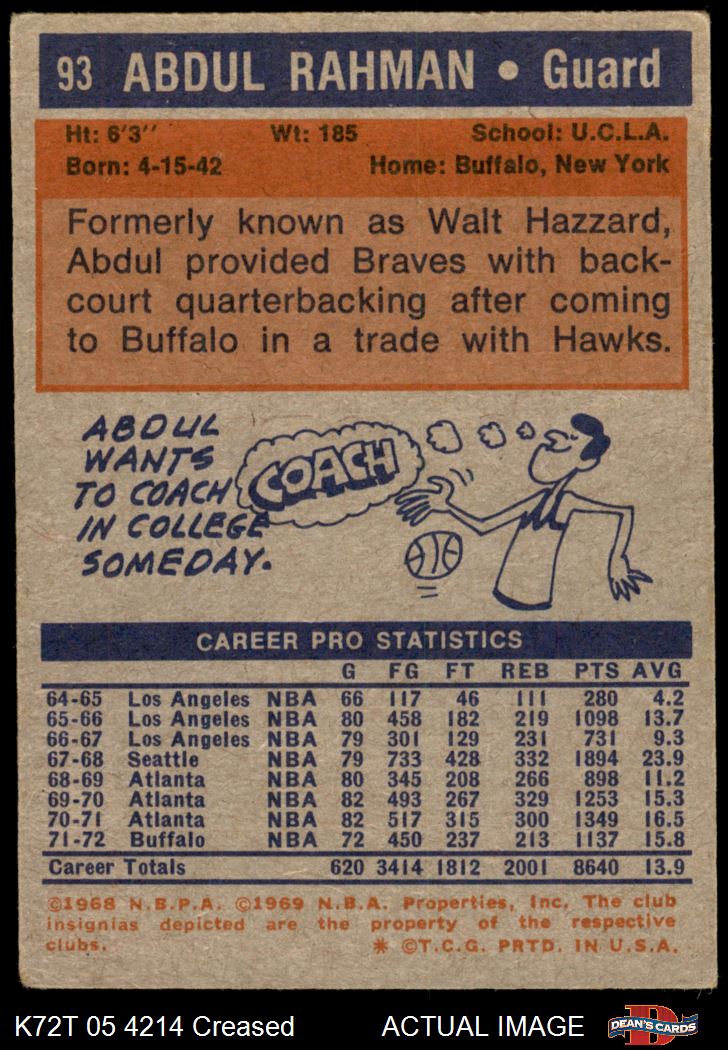 93 ABDUL RAHMAN • Guard
Ht: 6'3'' Wt: 185 School: U.C.L.A.
Born: 4-15-42 Home: Buffalo, New York
Formerly known as Walt Hazzard,
Abdul provided Braves with back-
court quarterbacking after coming
to Buffalo in a trade with Hawks.
ABDUL
WANTS
TO COACH
IN COLLEGE
SOMEDAY.
COACH
CAREER PRO STATISTICS
G FG FT REB PTS AVG
64-65 Los Angeles NBA 66 117 46 111 280 4.2
65-66 Los Angeles NBA 80 458 182 219 1098 13.7
66-67 Los Angeles NBA 79 301 129 231 731 9.3
67-68 Seattle NBA 79 733 428 332 1894 23.9
68-69 Atlanta NBA 80 345 208 266 898 11.2
69-70 Atlanta NBA 82 493 267 329 1253 15.3
70-71 Atlanta NBA 82 517 315 300 1349 16.5
71-72 Buffalo NBA 72 450 237 213 1137 15.8
Career Totals 620 3414 1812 2001 8640 13.9
©1968 N.B.P.A. ©1969 N.B.A. Properties, Inc. The club
insignias depicted are the property of the respective
clubs. * ©T.C.G. PRTD. IN U.S.A.
K72T 05 4214 Creased ACTUAL IMAGE
D
DEAN'S CARDS